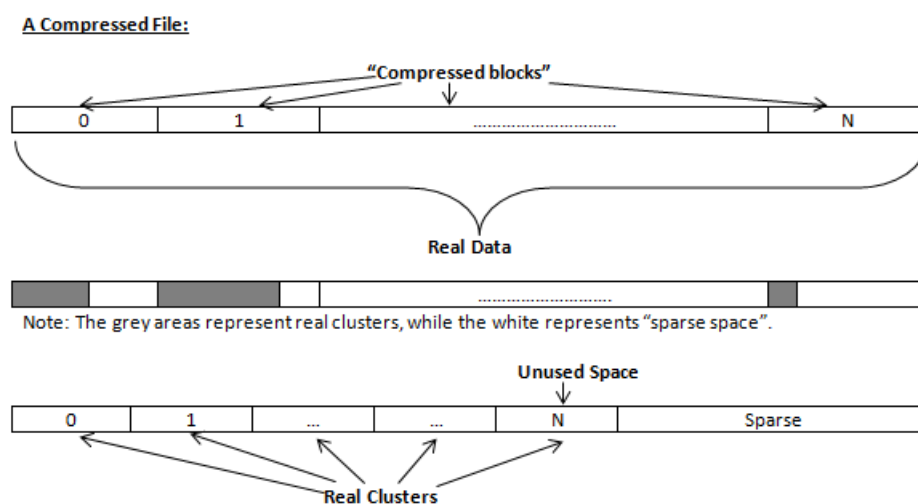 A Compressed File:
“Compressed blocks”
0 1 ................................ N
Real Data
..............................
Note: The grey areas represent real clusters, while the white represents “sparse space”.
Unused Space
0 1 ... ... N Sparse
Real Clusters